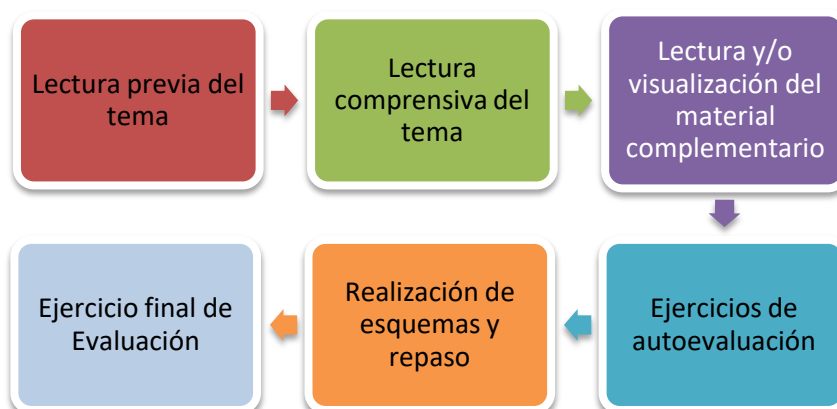 Lectura previa del
tema
Lectura
comprensiva del
tema
Lectura y/o
visualización del
material
complementario
Ejercicios de
autoevaluación
Realización de
esquemas y
repaso
Ejercicio final de
Evaluación